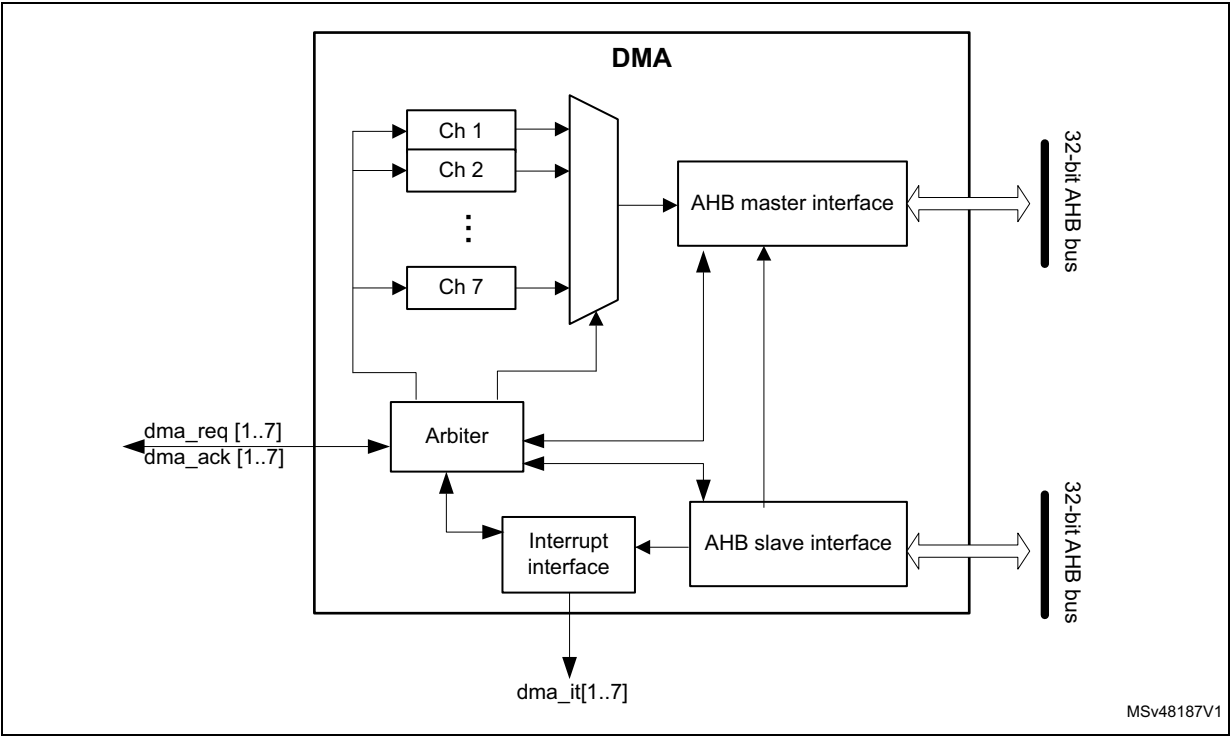 DMA
Ch 1
Ch 2
Ch 7
AHB master interface
32-bit AHB bus
dma_req [1..7]
dma_ack [1..7]
Arbiter
Interrupt
interface
AHB slave interface
32-bit AHB bus
dma_it[1..7]
MSv48187V1